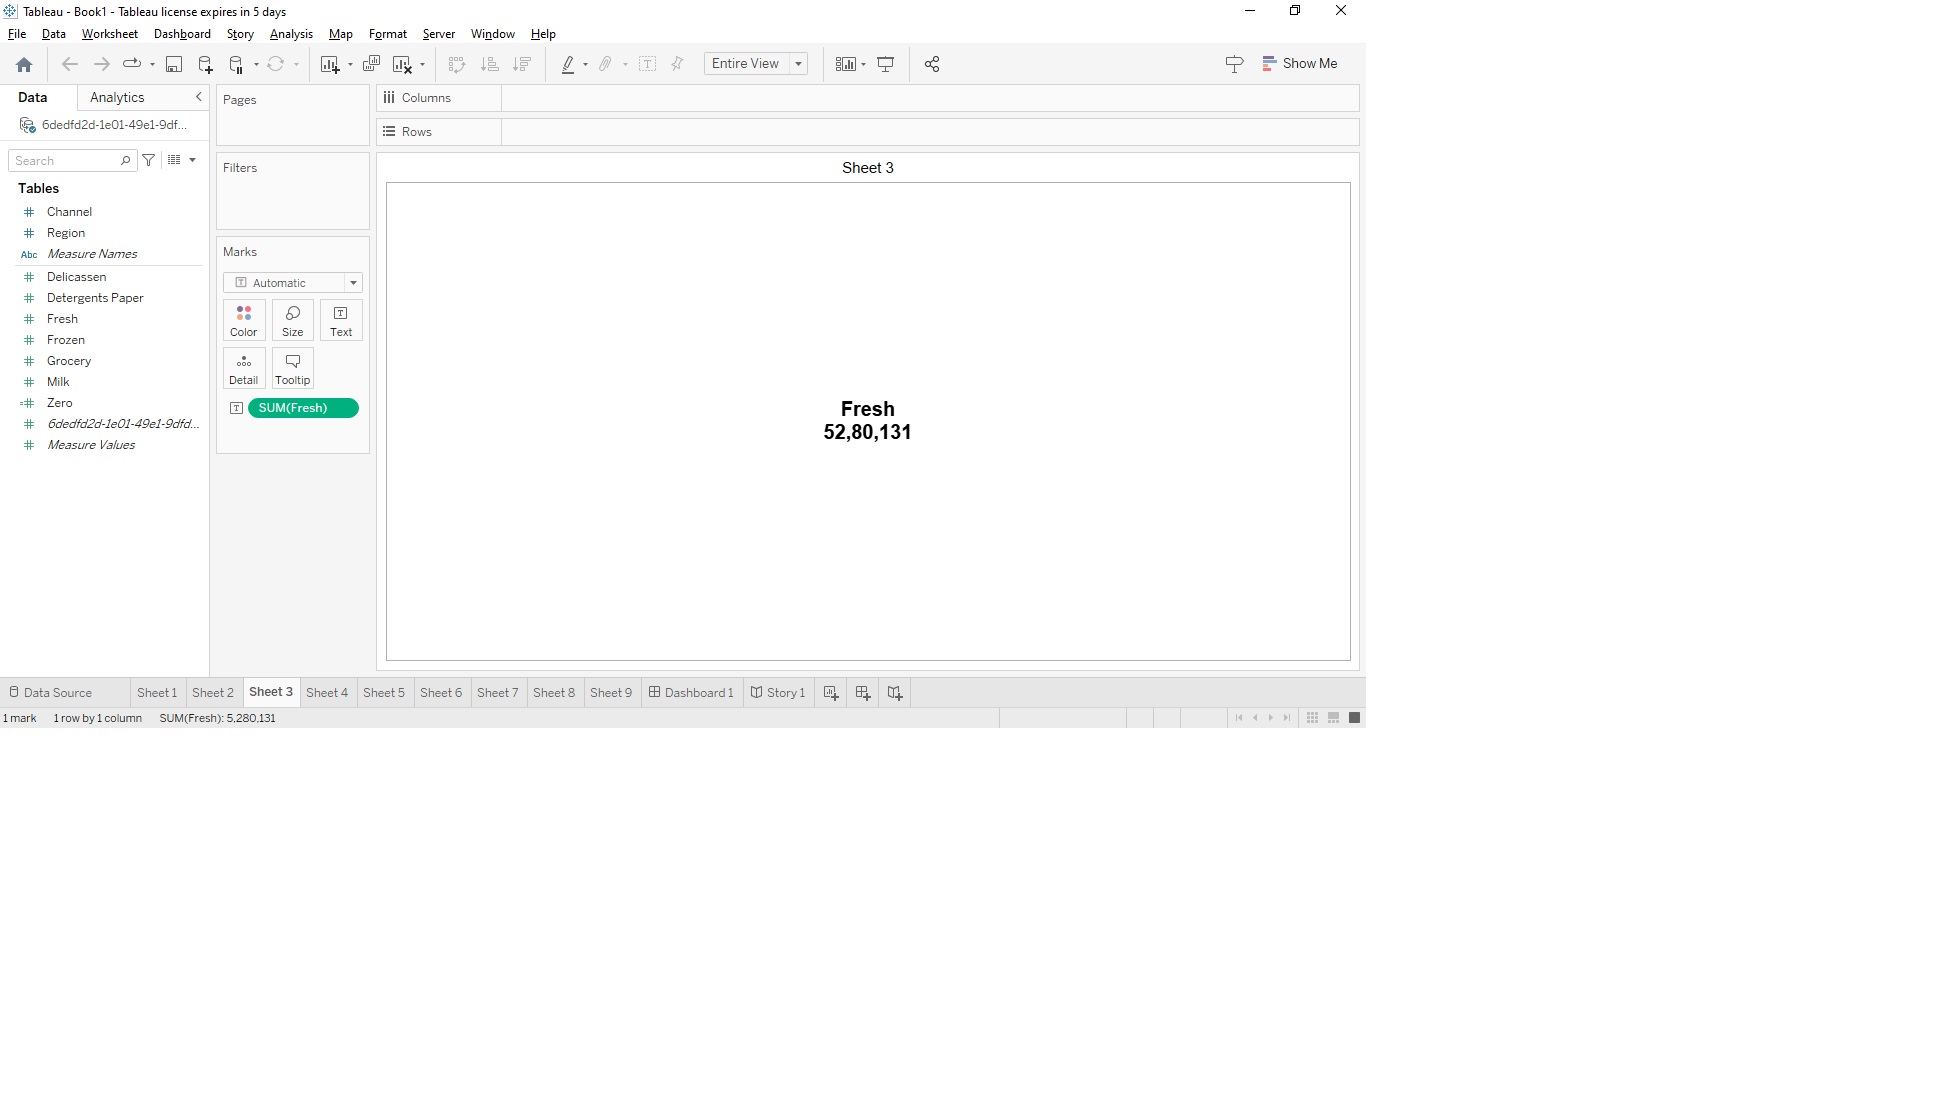 Tableau - Book1 - Tableau license expires in 5 days
File Data Worksheet Dashboard Story Analysis Map Format Server Window Help
Entire View
Show Me
Data Analytics
6dedfd2d-1e01-49e1-9df...
Search
Tables
Channel
Region
Abc Measure Names
Delicassen
Detergents Paper
Fresh
Frozen
Grocery
Milk
Zero
6dedfd2d-1e01-49e1-9dfd...
Measure Values
Pages
Filters
Marks
Automatic
Color Size Text
Detail Tooltip
SUM(Fresh)
Columns
Rows
Sheet 3
Fresh
52,80,131
Data Source Sheet 1 Sheet 2 Sheet 3 Sheet 4 Sheet 5 Sheet 6 Sheet 7 Sheet 8 Sheet 9 Dashboard 1 Story 1
1 mark 1 row by 1 column SUM(Fresh): 5,280,131